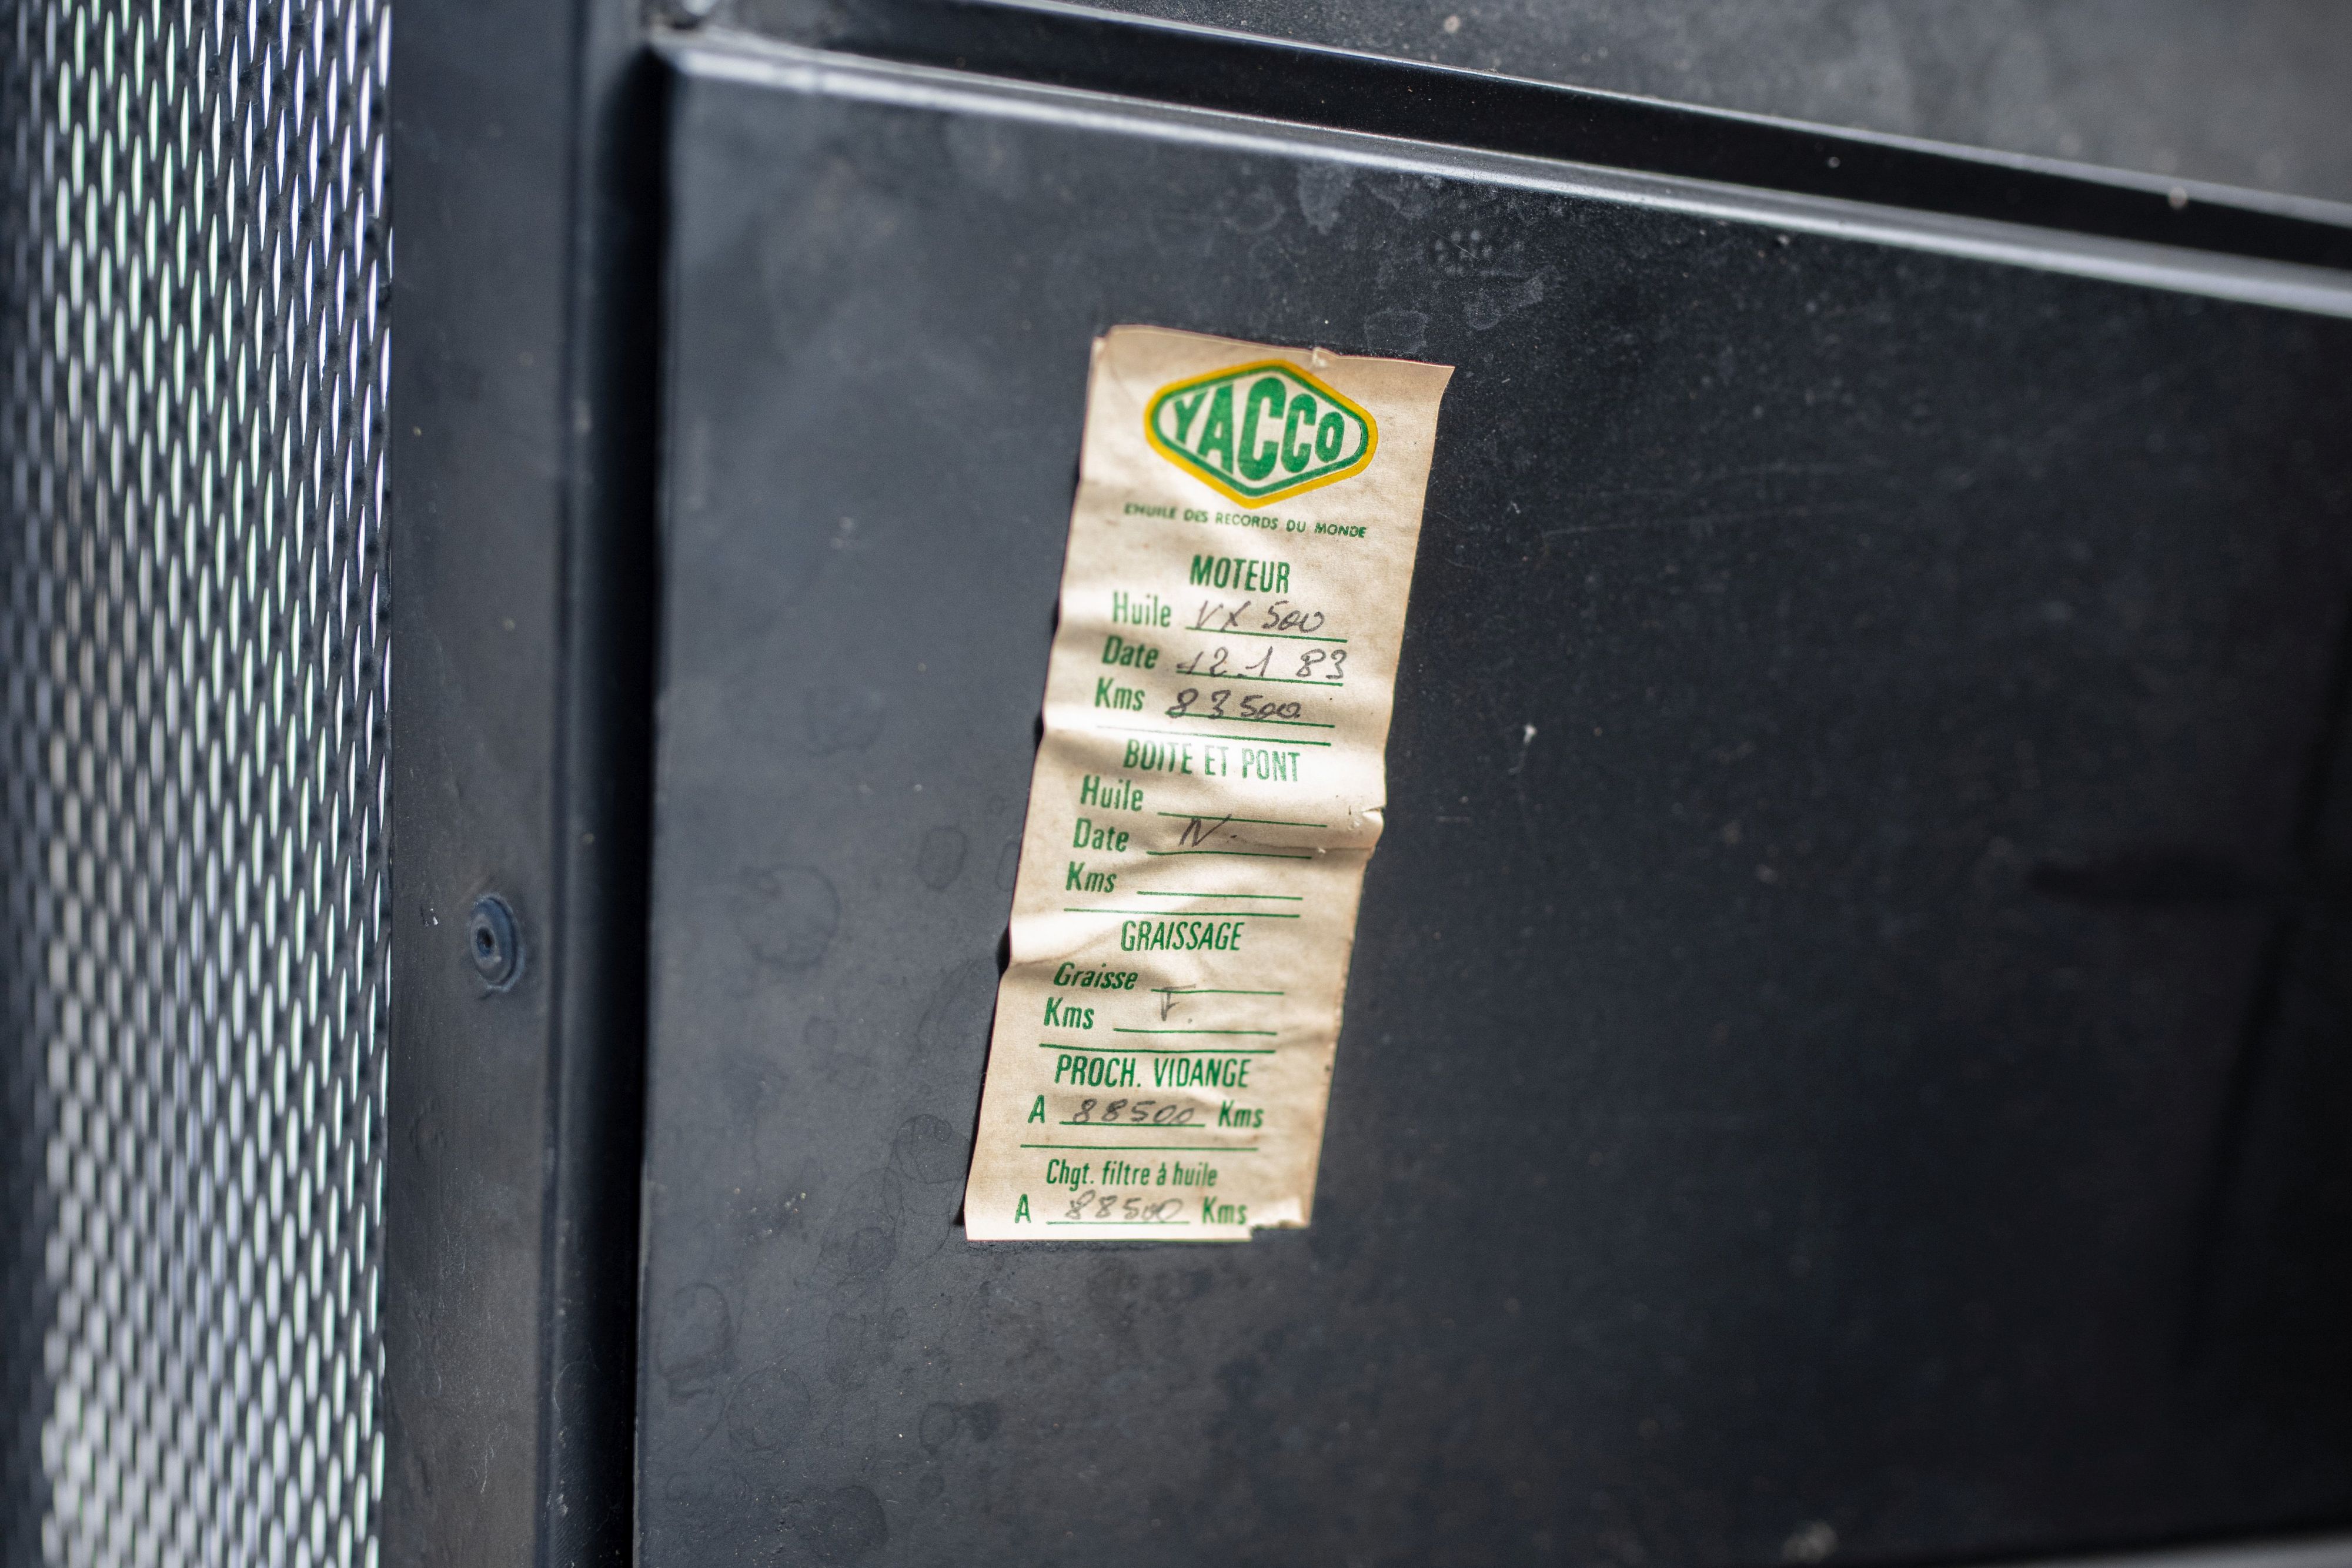 YACCO
L'HUILE DES RECORDS DU MONDE
MOTEUR
Huile VX 500
Date 12 1 83
Kms 83500
BOITE ET PONT
Huile
Date N.
Kms
GRAISSAGE
Graisse
Kms F.
PROCH. VIDANGE
A 88500 Kms
Chgt. filtre à huile
A 88500 Kms